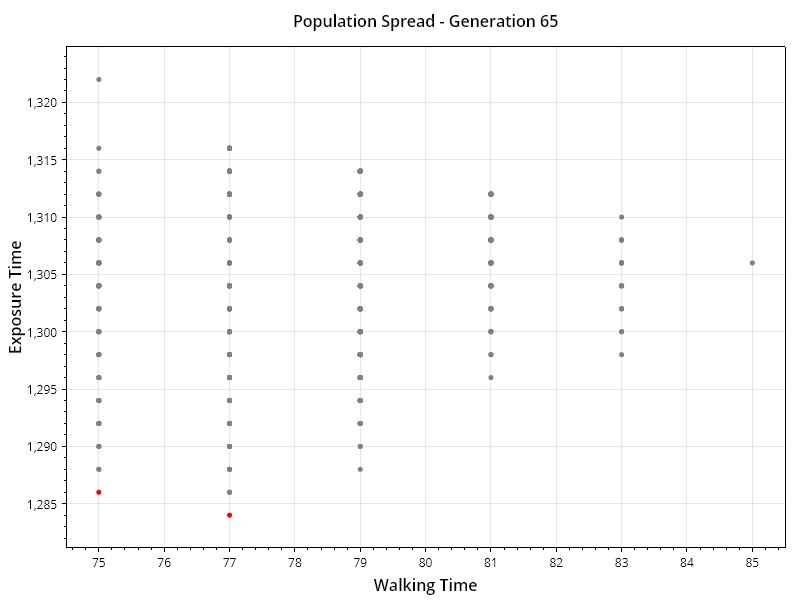 Population Spread - Generation 65
Exposure Time
1,320
1,315
1,310
1,305
1,300
1,295
1,290
1,285
75 76 77 78 79 80 81 82 83 84 85
Walking Time